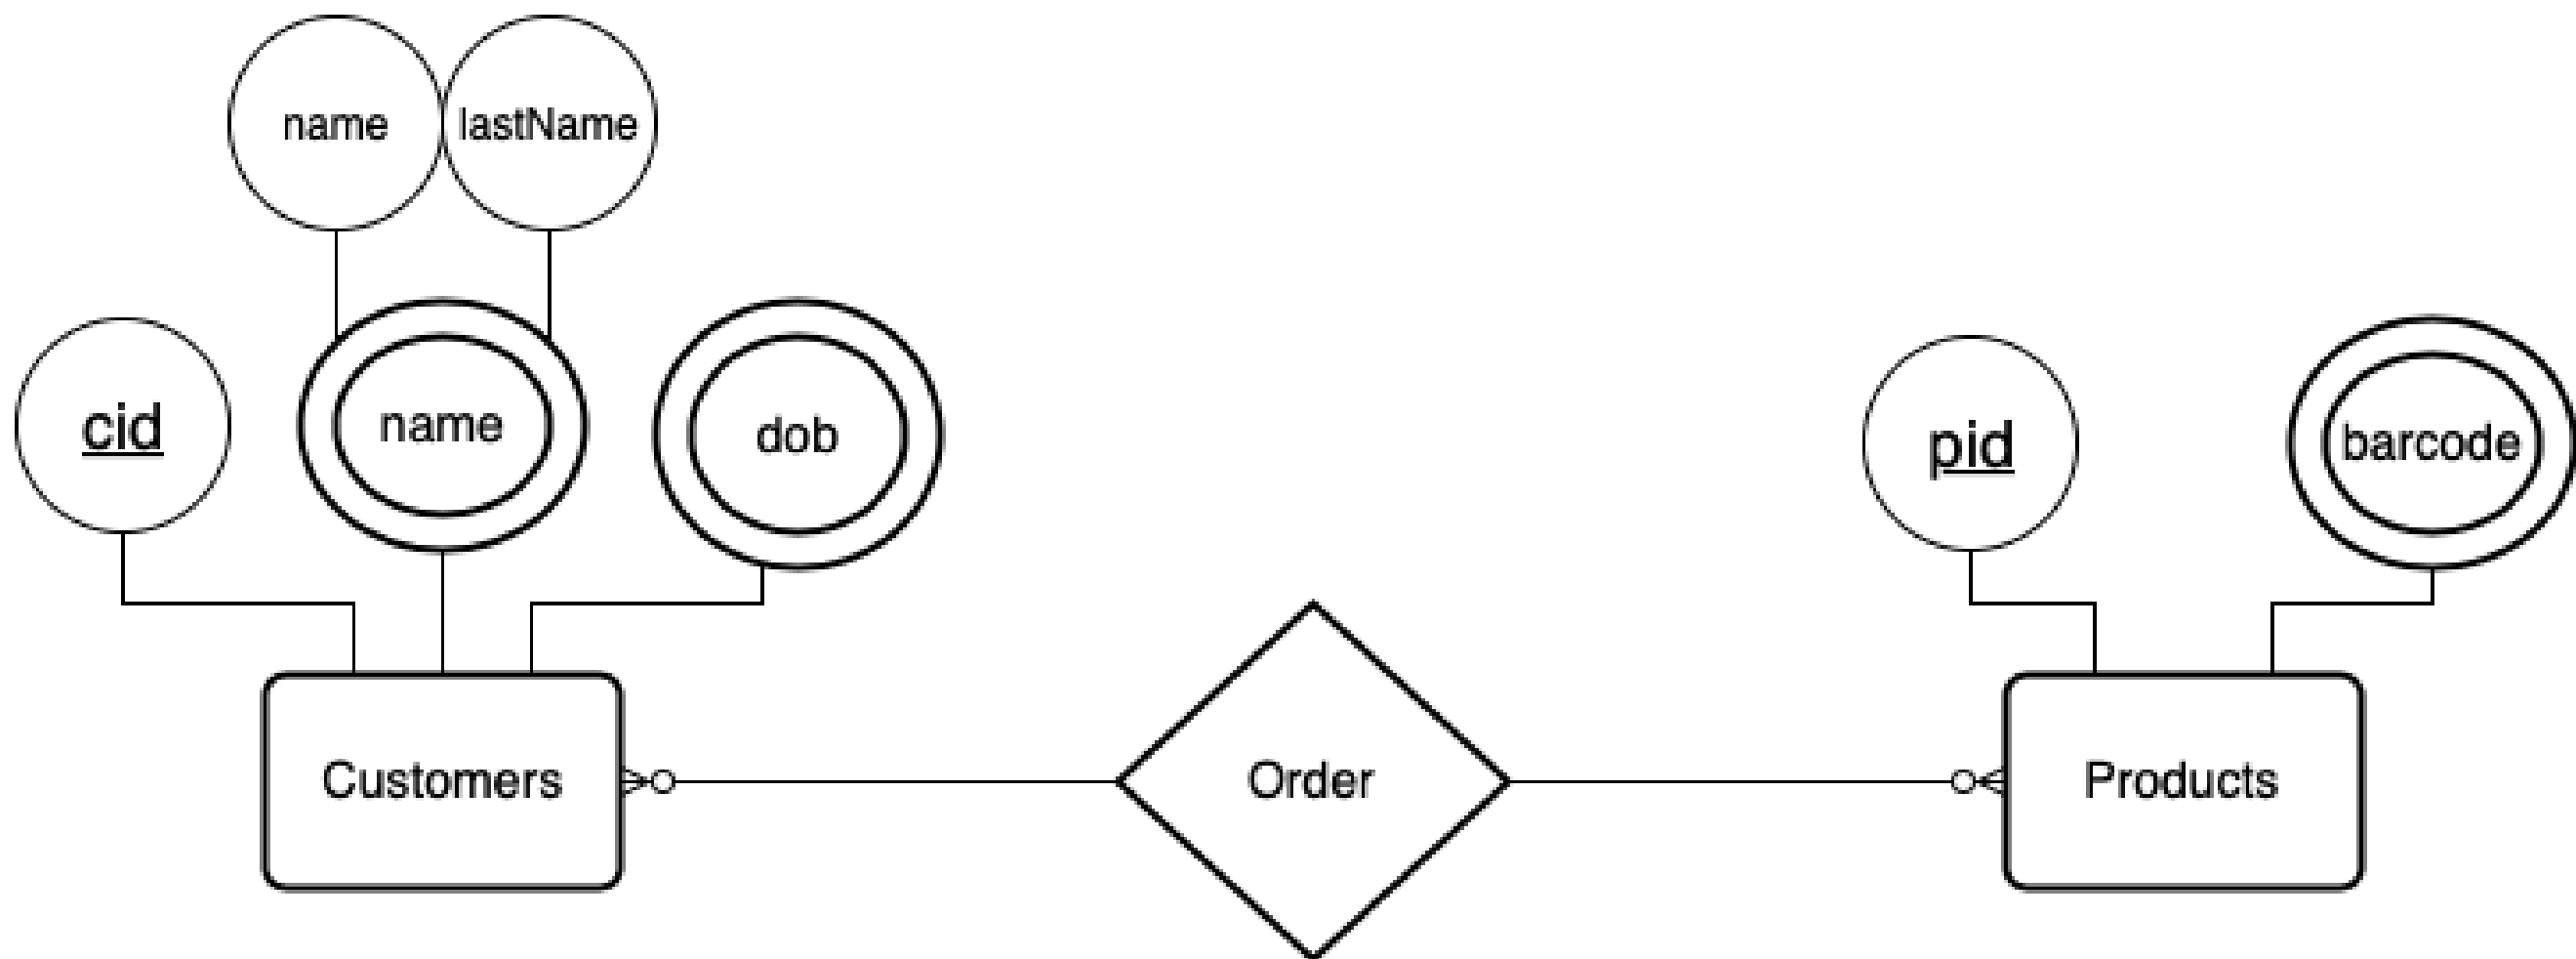 name
lastName
cid
name
dob
pid
barcode
Customers
Order
Products